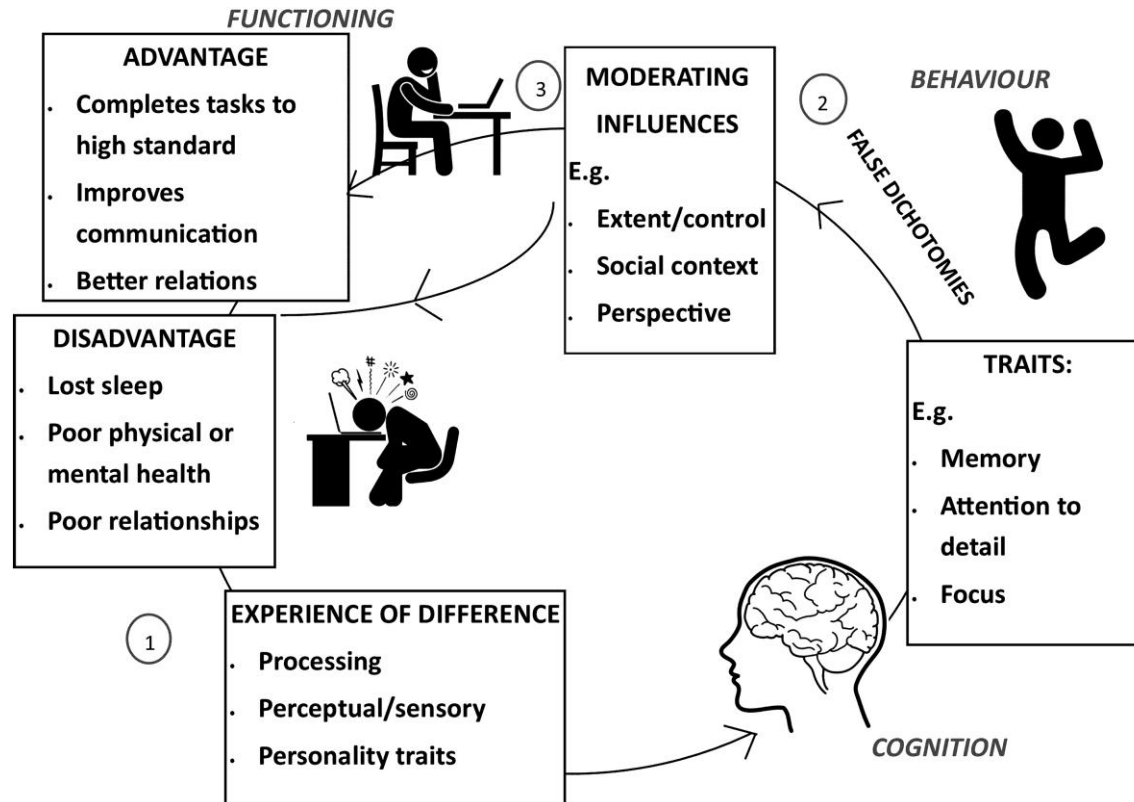 FUNCTIONING
ADVANTAGE
. Completes tasks to
high standard
. Improves
communication
. Better relations
3
MODERATING
INFLUENCES
E.g.
. Extent/control
. Social context
. Perspective
2
BEHAVIOUR
FALSE DICHOTOMIES
DISADVANTAGE
. Lost sleep
. Poor physical or
mental health
. Poor relationships
#
TRAITS:
E.g.
. Memory
. Attention to
detail
. Focus
1
EXPERIENCE OF DIFFERENCE
. Processing
. Perceptual/sensory
. Personality traits
COGNITION